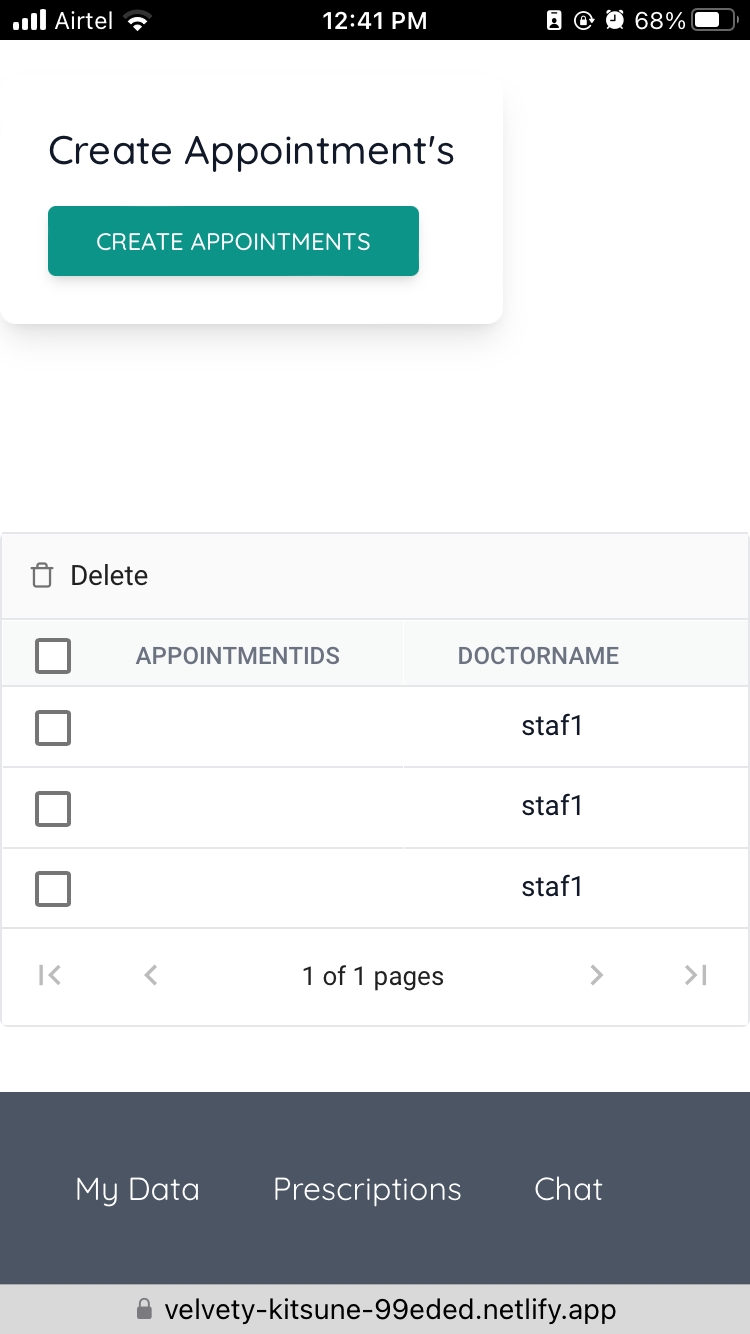 Airtel 12:41 PM 68%
Create Appointment's
CREATE APPOINTMENTS
Delete
APPOINTMENTIDS DOCTORNAME
staf1
staf1
staf1
1 of 1 pages
My Data Prescriptions Chat
velvety-kitsune-99eded.netlify.app